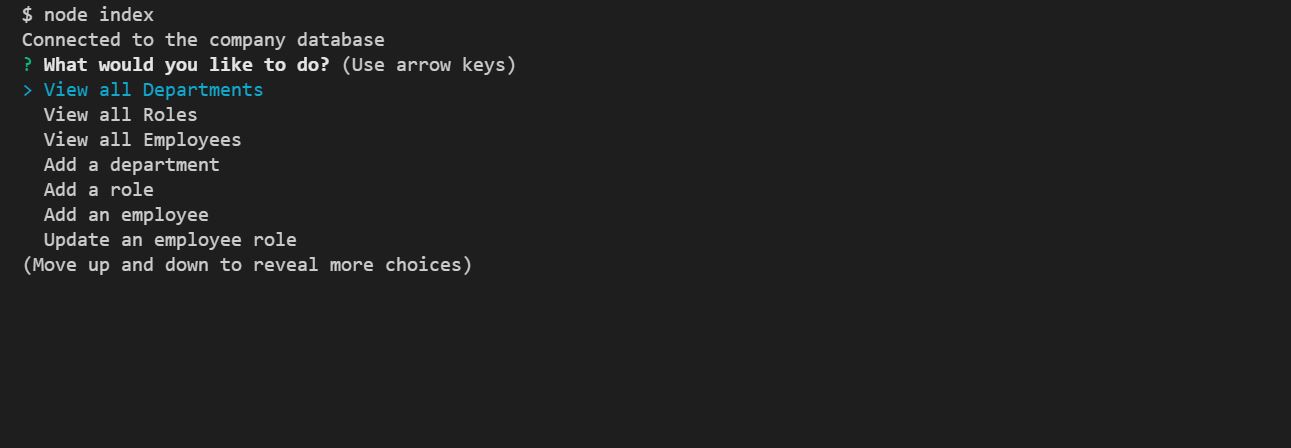 $ node index
Connected to the company database
? What would you like to do? (Use arrow keys)
> View all Departments
View all Roles
View all Employees
Add a department
Add a role
Add an employee
Update an employee role
(Move up and down to reveal more choices)